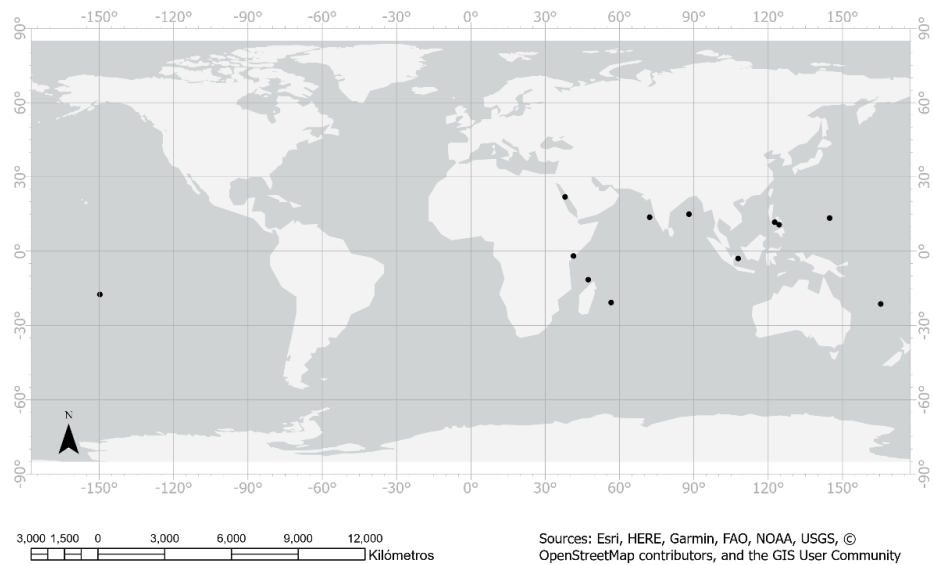 -150° -120° -90° -60° -30° 0° 30° 60° 90° 120° 150°
90° 90°
60° 60°
30° 30°
0° 0°
-30° -30°
-60° -60°
N
-90° -90°
-150° -120° -90° -60° -30° 0° 30° 60° 90° 120° 150°
3,000 1,500 0 3,000 6,000 9,000 12,000
Kilómetros
Sources: Esri, HERE, Garmin, FAO, NOAA, USGS, ©
OpenStreetMap contributors, and the GIS User Community